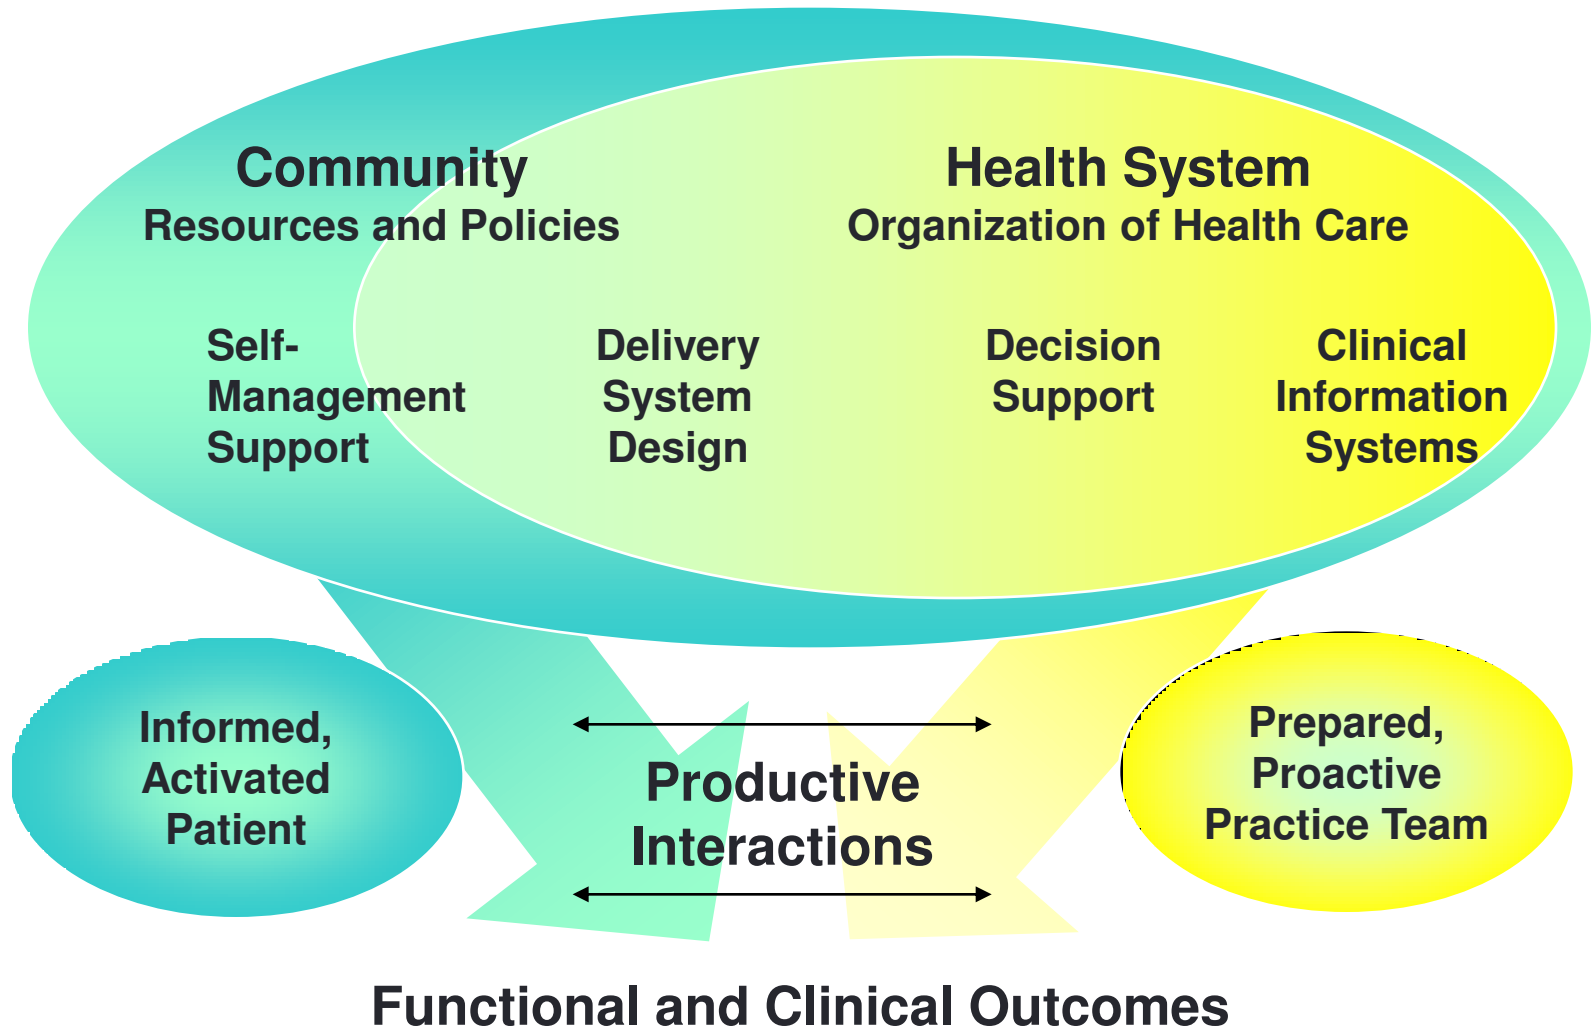 Community
Resources and Policies
Health System
Organization of Health Care
Self-
Management
Support
Delivery
System
Design
Decision
Support
Clinical
Information
Systems
Informed,
Activated
Patient
Productive
Interactions
Prepared,
Proactive
Practice Team
Functional and Clinical Outcomes